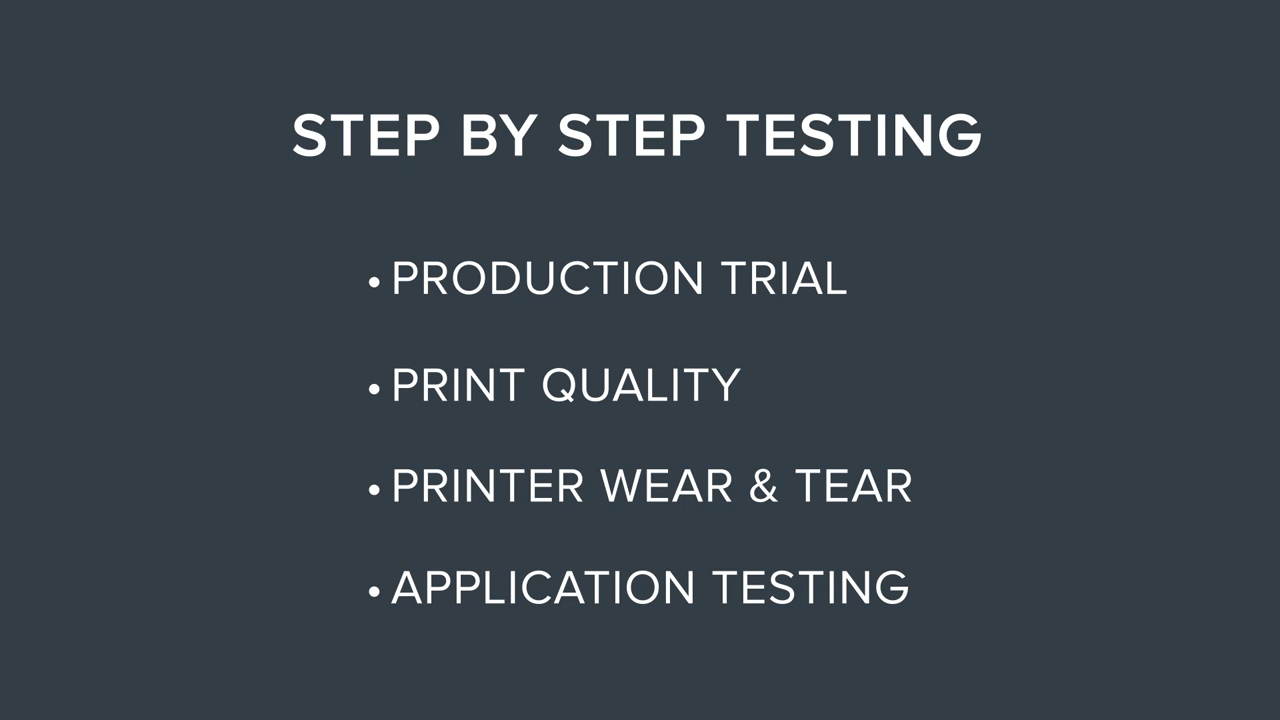 STEP BY STEP TESTING
• PRODUCTION TRIAL
• PRINT QUALITY
• PRINTER WEAR & TEAR
• APPLICATION TESTING